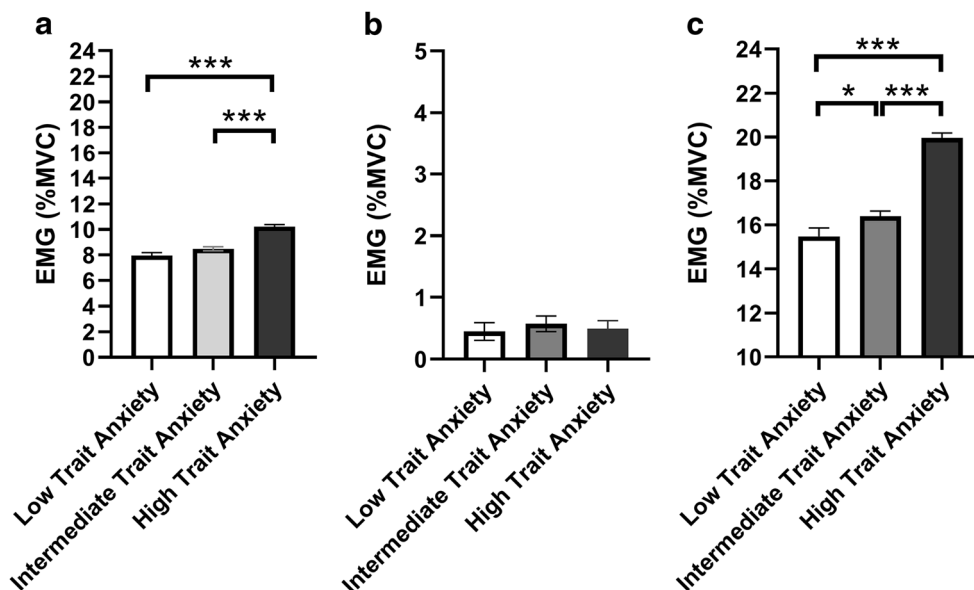 a
EMG (%MVC)
24
22
20
18
16
14
12
10
8
6
4
2
0
***
***
Low Trait Anxiety
Intermediate Trait Anxiety
High Trait Anxiety
b
EMG (%MVC)
5
4
3
2
1
0
Low Trait Anxiety
Intermediate Trait Anxiety
High Trait Anxiety
c
EMG (%MVC)
24
22
20
18
16
14
12
10
***
* ***
Low Trait Anxiety
Intermediate Trait Anxiety
High Trait Anxiety